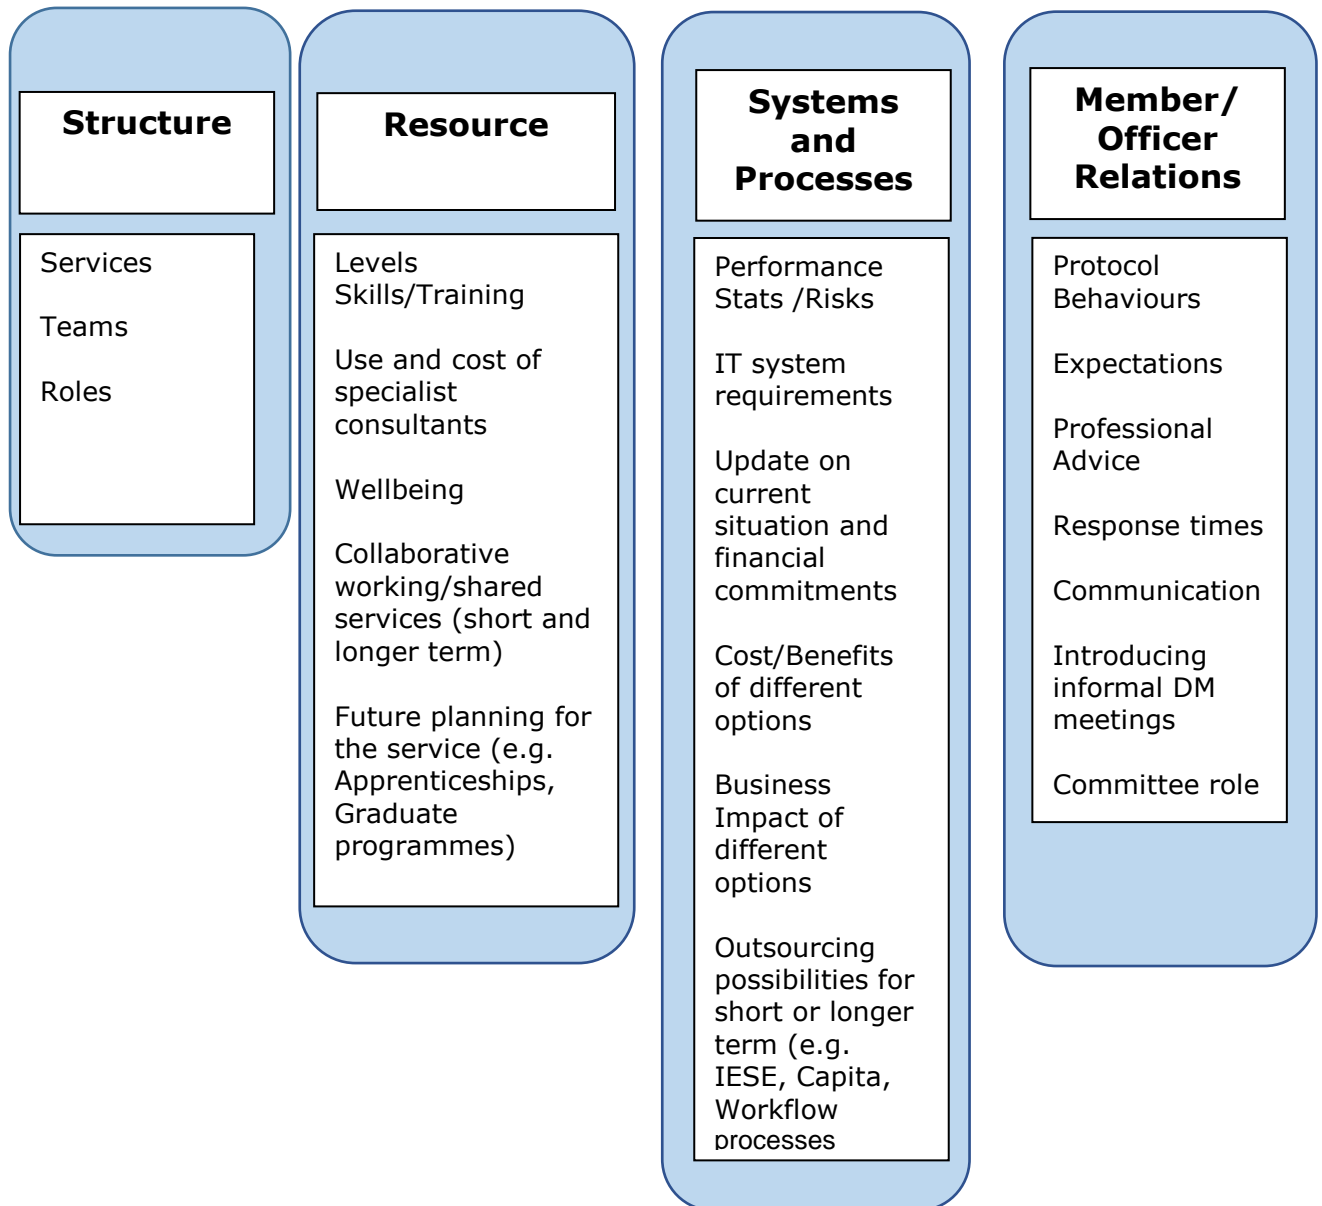 Structure
Services
Teams
Roles
Resource
Levels
Skills/Training
Use and cost of
specialist
consultants
Wellbeing
Collaborative
working/shared
services (short and
longer term)
Future planning for
the service (e.g.
Apprenticeships,
Graduate
programmes)
Systems
and
Processes
Performance
Stats /Risks
IT system
requirements
Update on
current
situation and
financial
commitments
Cost/Benefits
of different
options
Business
Impact of
different
options
Outsourcing
possibilities for
short or longer
term (e.g.
IESE, Capita,
Workflow
processes
Member/
Officer
Relations
Protocol
Behaviours
Expectations
Professional
Advice
Response times
Communication
Introducing
informal DM
meetings
Committee role